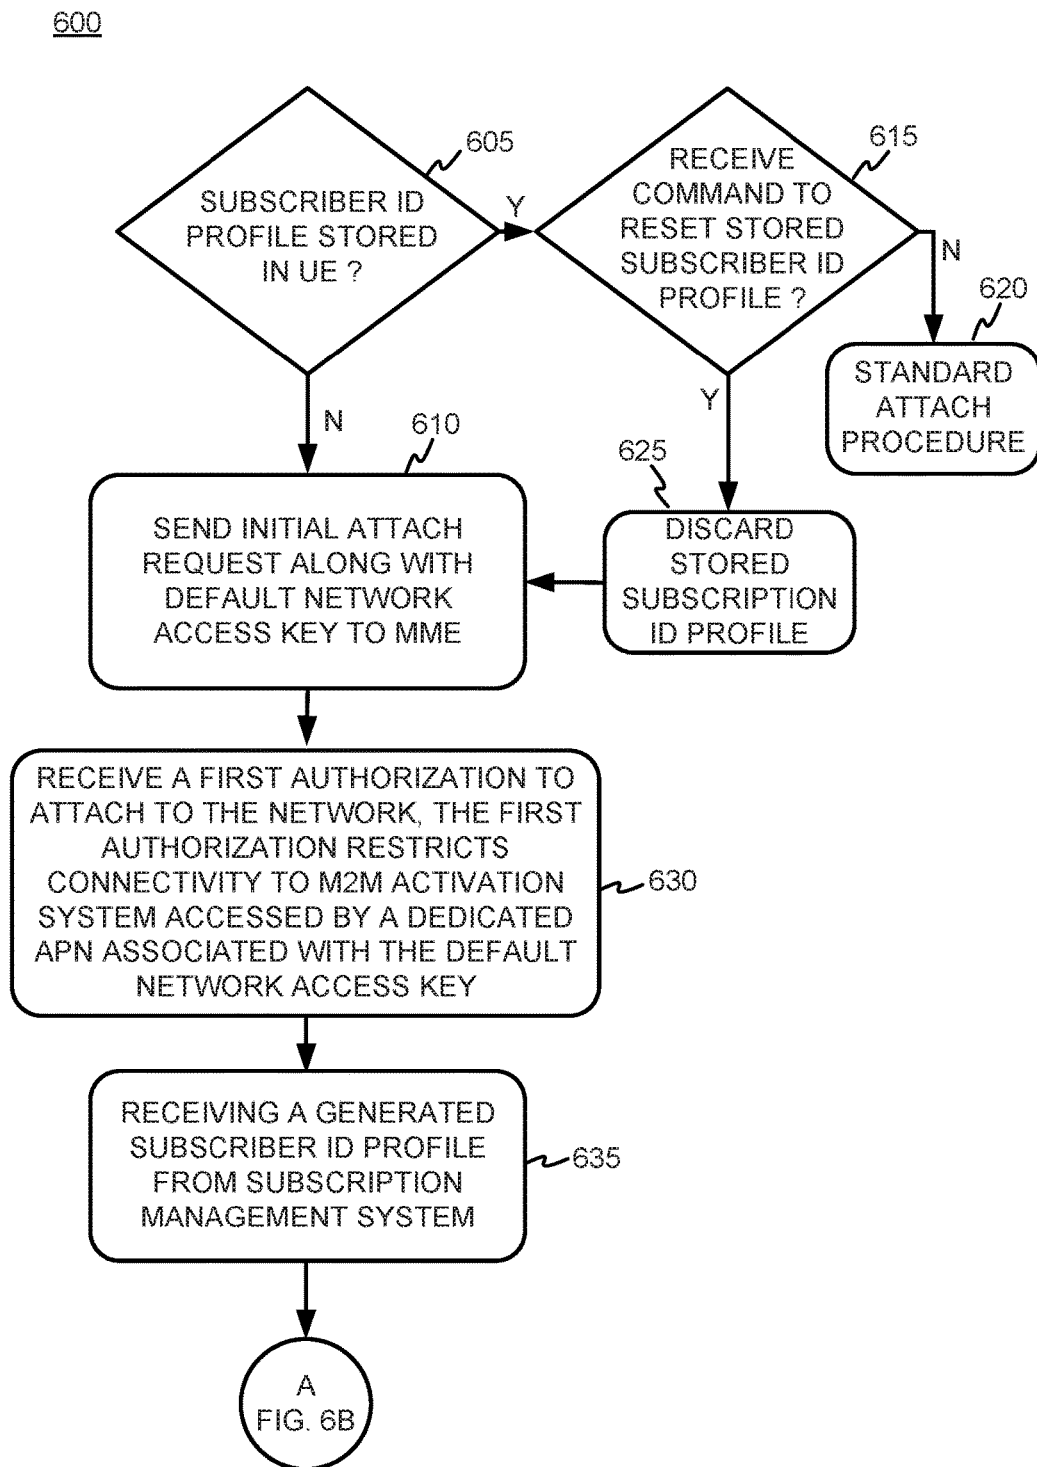 600
605
SUBSCRIBER ID
PROFILE STORED
IN UE ?
Y
N
615
RECEIVE
COMMAND TO
RESET STORED
SUBSCRIBER ID
PROFILE ?
N
Y
620
STANDARD
ATTACH
PROCEDURE
625
DISCARD
STORED
SUBSCRIPTION
ID PROFILE
610
SEND INITIAL ATTACH
REQUEST ALONG WITH
DEFAULT NETWORK
ACCESS KEY TO MME
RECEIVE A FIRST AUTHORIZATION TO
ATTACH TO THE NETWORK, THE FIRST
AUTHORIZATION RESTRICTS
CONNECTIVITY TO M2M ACTIVATION
SYSTEM ACCESSED BY A DEDICATED
APN ASSOCIATED WITH THE DEFAULT
NETWORK ACCESS KEY
630
RECEIVING A GENERATED
SUBSCRIBER ID PROFILE
FROM SUBSCRIPTION
MANAGEMENT SYSTEM
635
A
FIG. 6B